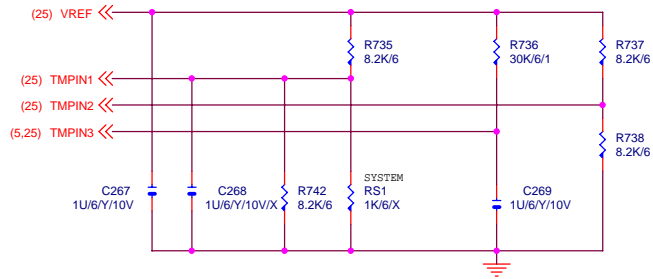 (25) VREF
R735
8.2K/6
R736
30K/6/1
R737
8.2K/6
(25) TMPIN1
(25) TMPIN2
(5,25) TMPIN3
R738
8.2K/6
SYSTEM
C267
1U/6/Y/10V
C268
1U/6/Y/10V/X
R742
8.2K/6
RS1
1K/6/X
C269
1U/6/Y/10V